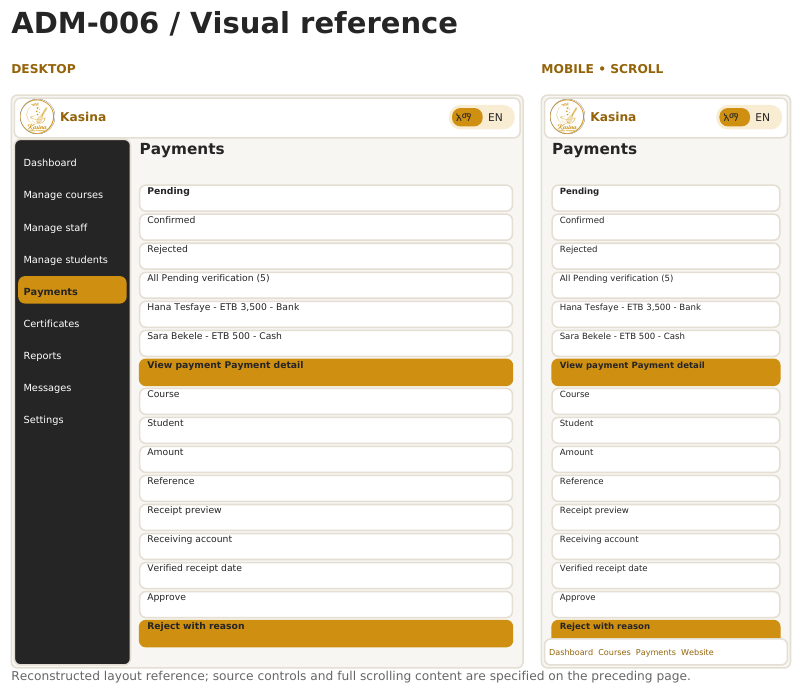 ADM-006 / Visual reference
DESKTOP
Kasina
Kasina
አማ EN
Dashboard
Manage courses
Manage staff
Manage students
Payments
Certificates
Reports
Messages
Settings
Payments
Pending
Confirmed
Rejected
All Pending verification (5)
Hana Tesfaye - ETB 3,500 - Bank
Sara Bekele - ETB 500 - Cash
View payment Payment detail
Course
Student
Amount
Reference
Receipt preview
Receiving account
Verified receipt date
Approve
Reject with reason
MOBILE • SCROLL
Kasina
Kasina
አማ EN
Payments
Pending
Confirmed
Rejected
All Pending verification (5)
Hana Tesfaye - ETB 3,500 - Bank
Sara Bekele - ETB 500 - Cash
View payment Payment detail
Course
Student
Amount
Reference
Receipt preview
Receiving account
Verified receipt date
Approve
Reject with reason
Dashboard Courses Payments Website
Reconstructed layout reference; source controls and full scrolling content are specified on the preceding page.